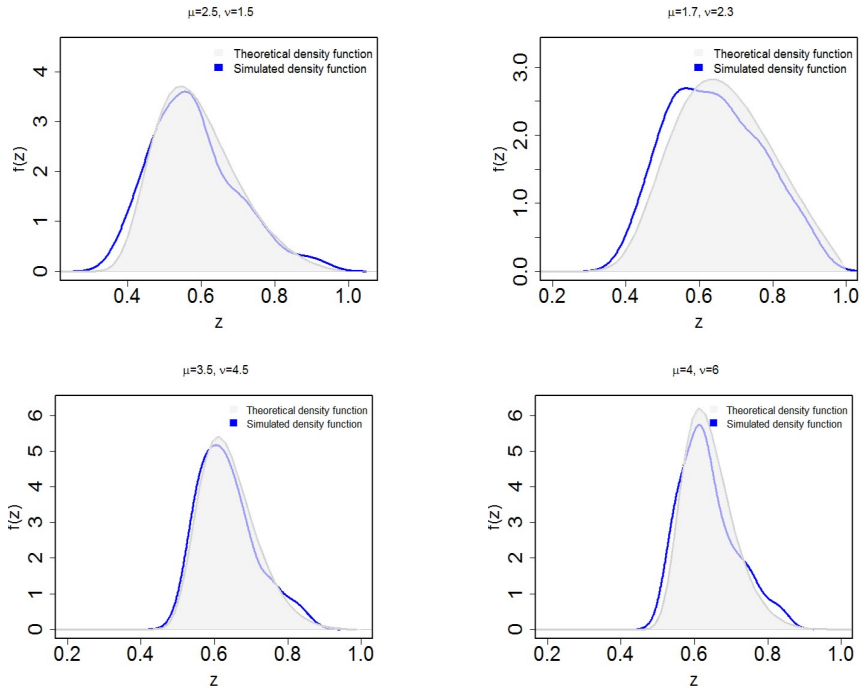 μ=2.5, ν=1.5
Theoretical density function
Simulated density function
f(z)
4
3
2
1
0
0.4 0.6 0.8 1.0
z
μ=1.7, ν=2.3
Theoretical density function
Simulated density function
f(z)
3.0
2.0
1.0
0.0
0.2 0.4 0.6 0.8 1.0
z
μ=3.5, ν=4.5
Theoretical density function
Simulated density function
f(z)
6
5
4
3
2
1
0
0.2 0.4 0.6 0.8 1.0
z
μ=4, ν=6
Theoretical density function
Simulated density function
f(z)
6
5
4
3
2
1
0
0.2 0.4 0.6 0.8 1.0
z